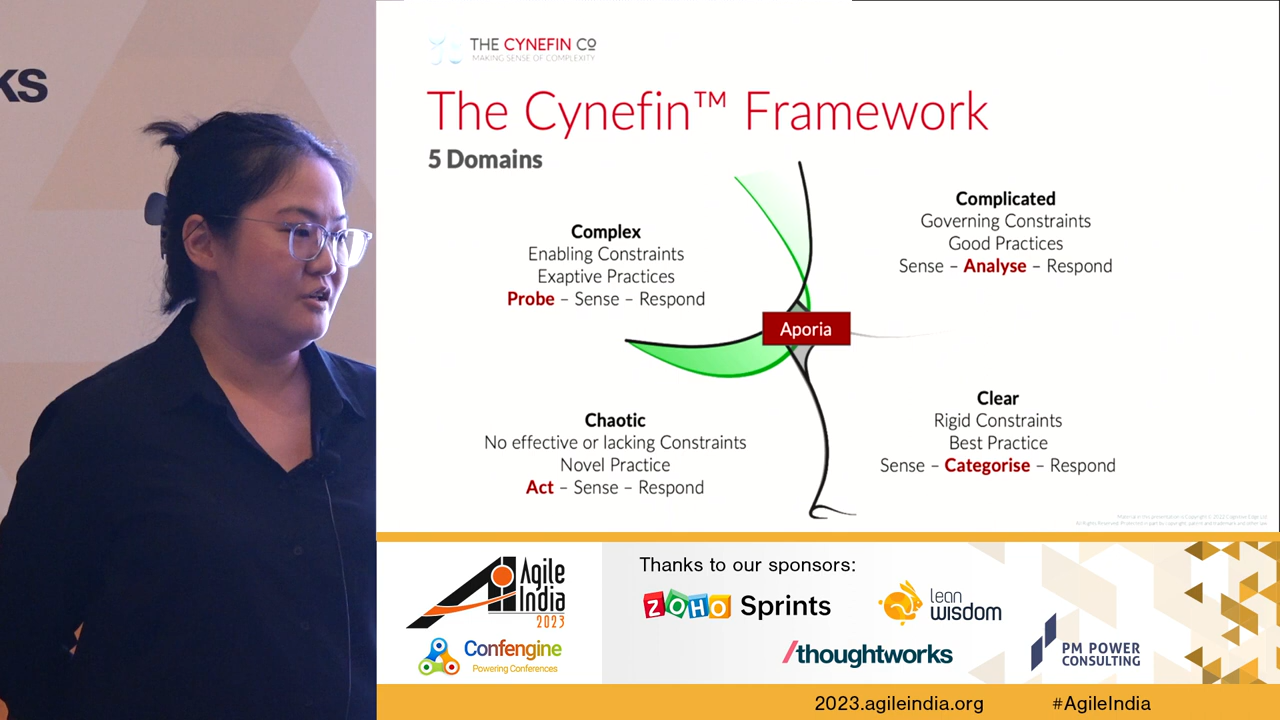 KS
THE CYNEFIN CO
MAKING SENSE OF COMPLEXITY
The Cynefin™ Framework
5 Domains
Complex
Enabling Constraints
Exaptive Practices
Probe – Sense – Respond
Complicated
Governing Constraints
Good Practices
Sense – Analyse – Respond
Aporia
Chaotic
No effective or lacking Constraints
Novel Practice
Act – Sense – Respond
Clear
Rigid Constraints
Best Practice
Sense – Categorise – Respond
Agile
India
2023
Confengine
Powering Conferences
Thanks to our sponsors:
ZOHO Sprints
lean
wisdom
/thoughtworks
PM POWER
CONSULTING
2023.agileindia.org #AgileIndia